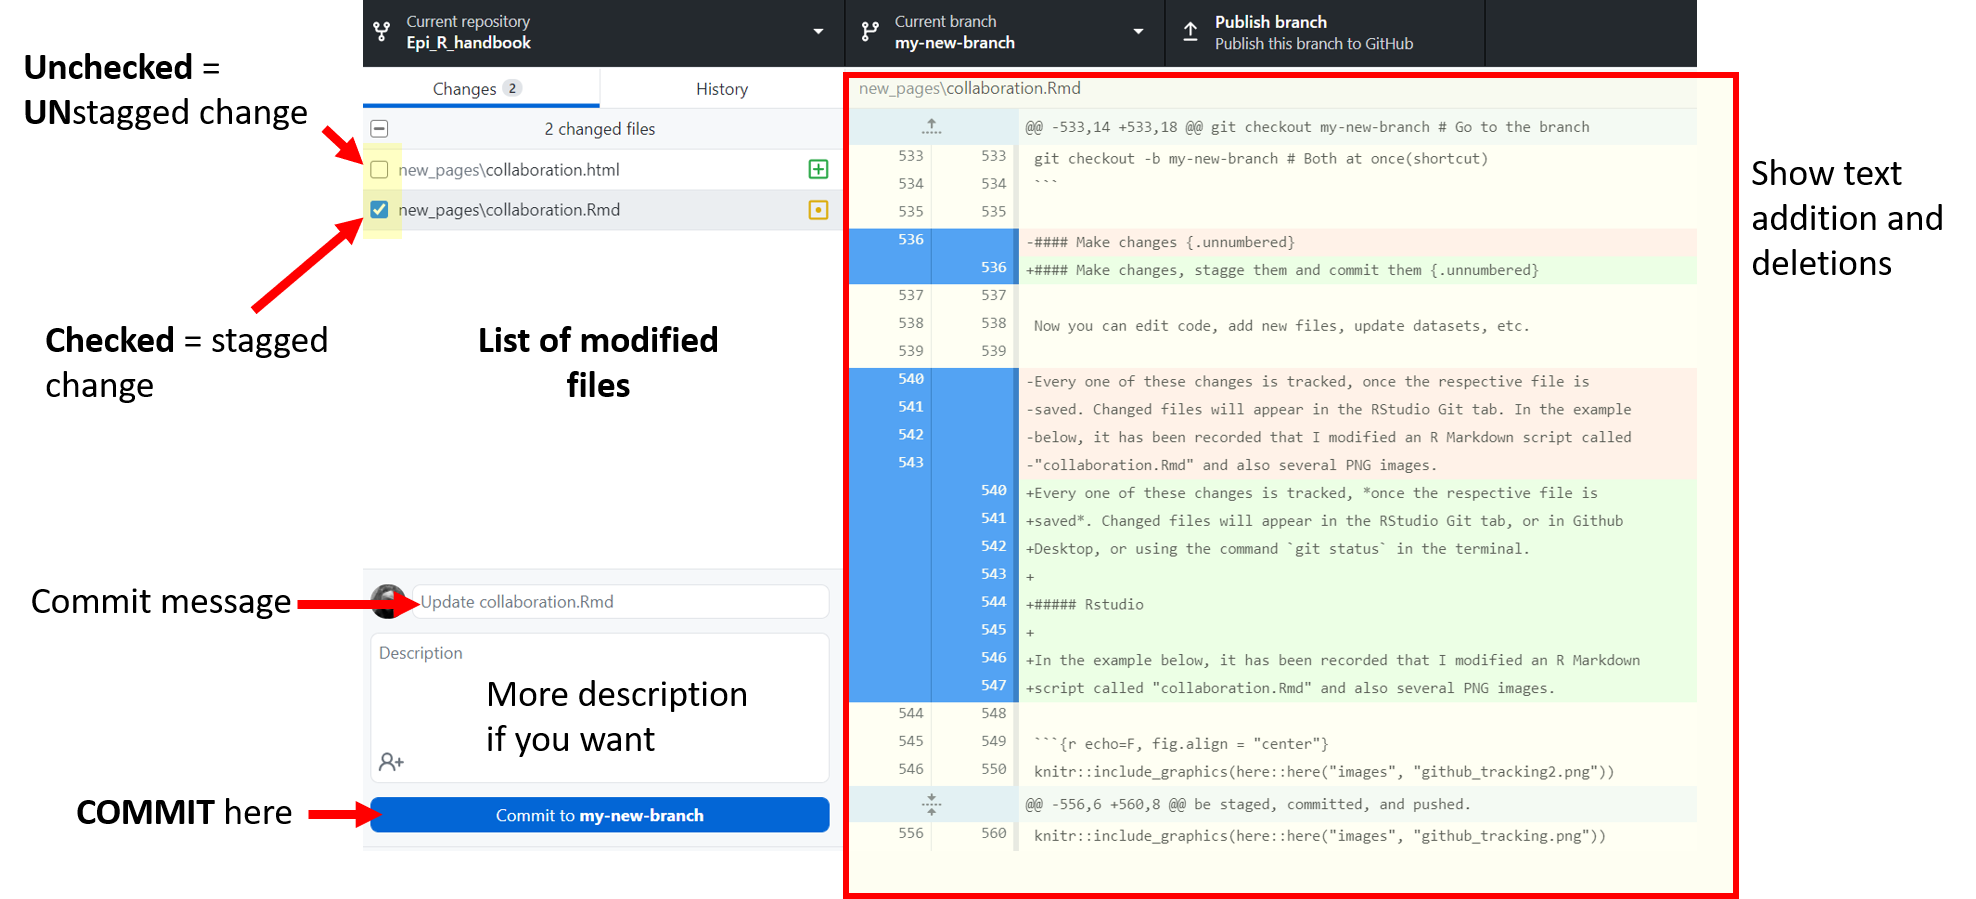 Unchecked =
UNstagged change
Checked = stagged
change
Commit message
COMMIT here
Current repository
Epi_R_handbook
Current branch
my-new-branch
Publish branch
Publish this branch to GitHub
Changes 2
History
2 changed files
new_pages\collaboration.html
new_pages\collaboration.Rmd
List of modified
files
Update collaboration.Rmd
Description
More description
if you want
Commit to my-new-branch
new_pages\collaboration.Rmd
@@ -533,14 +533,18 @@ git checkout my-new-branch # Go to the branch
533 533 git checkout -b my-new-branch # Both at once(shortcut)
534 534 ```
535 535
536 -#### Make changes {.unnumbered}
536 +#### Make changes, stagge them and commit them {.unnumbered}
537 537
538 538 Now you can edit code, add new files, update datasets, etc.
539 539
540 -Every one of these changes is tracked, once the respective file is
541 -saved. Changed files will appear in the RStudio Git tab. In the example
542 -below, it has been recorded that I modified an R Markdown script called
543 -"collaboration.Rmd" and also several PNG images.
540 +Every one of these changes is tracked, *once the respective file is
541 +saved*. Changed files will appear in the RStudio Git tab, or in Github
542 +Desktop, or using the command `git status` in the terminal.
543 +
544 +##### Rstudio
545 +
546 +In the example below, it has been recorded that I modified an R Markdown
547 +script called "collaboration.Rmd" and also several PNG images.
544 548
545 549 ```{r echo=F, fig.align = "center"}
546 550 knitr::include_graphics(here::here("images", "github_tracking2.png"))
@@ -556,6 +560,8 @@ be staged, committed, and pushed.
556 560 knitr::include_graphics(here::here("images", "github_tracking.png"))
Show text
addition and
deletions